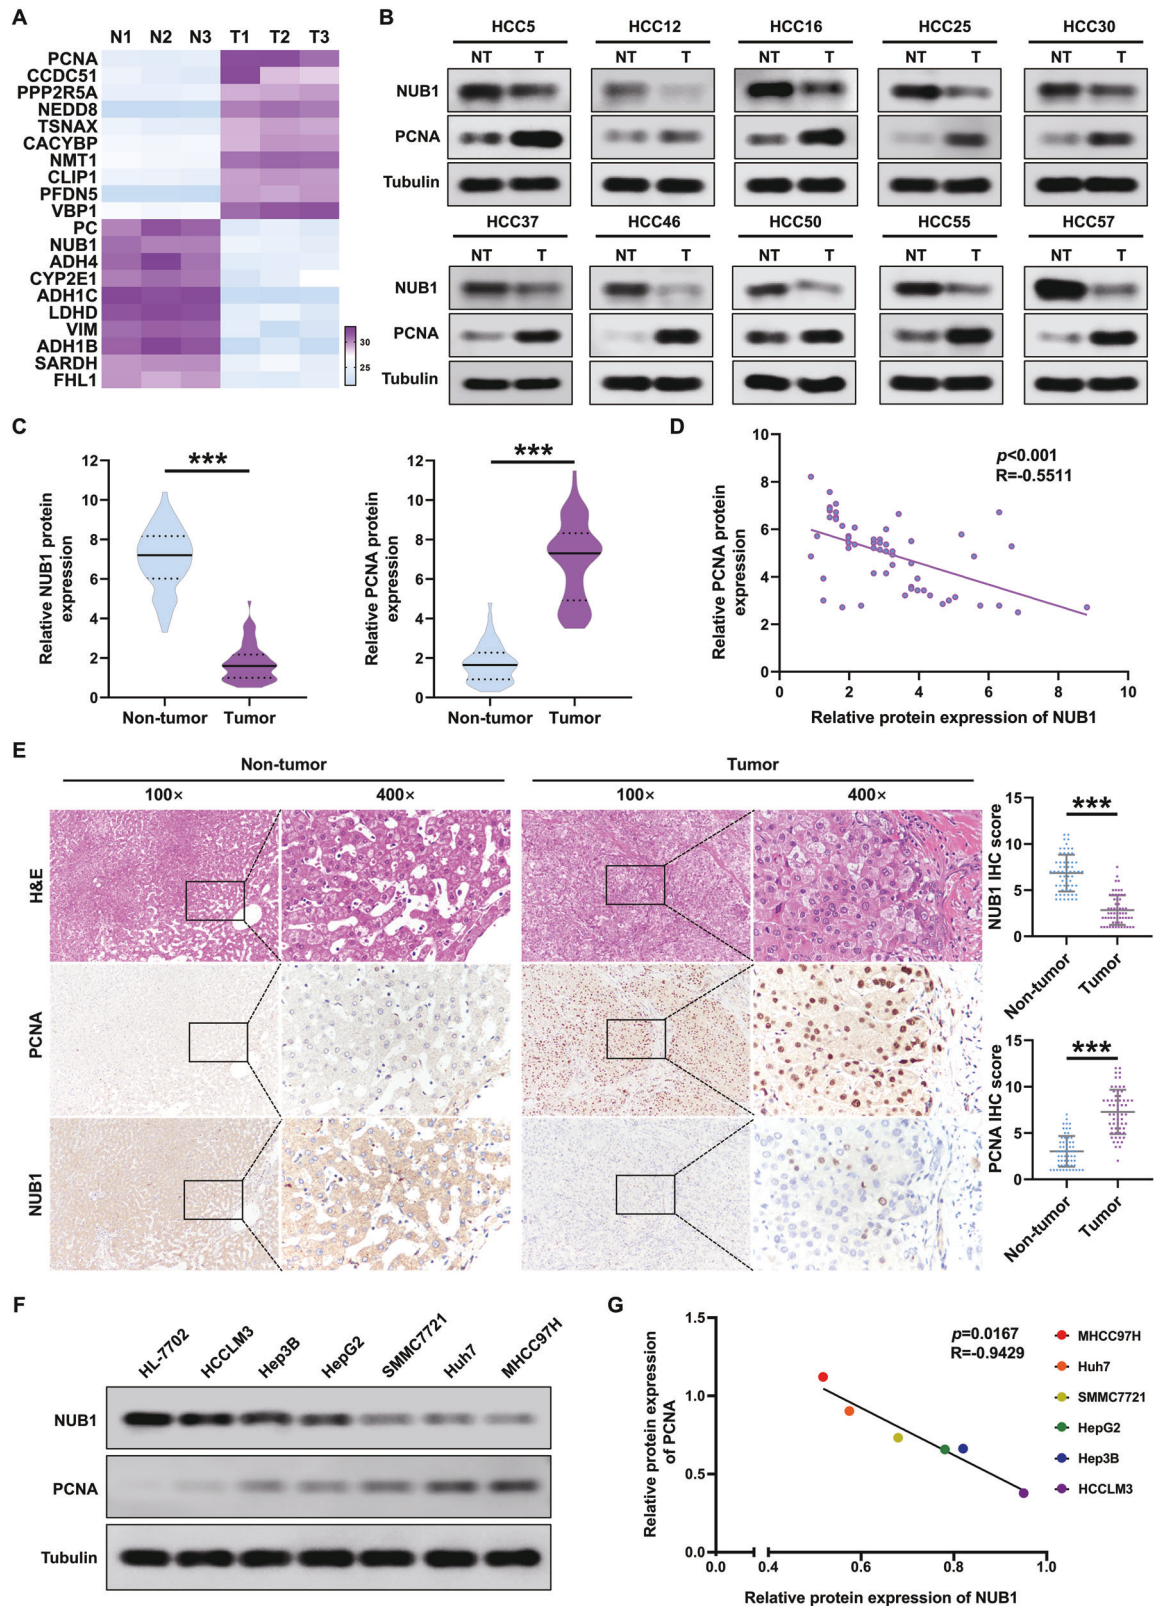 A
N1 N2 N3 T1 T2 T3
PCNA
CCDC51
PPP2R5A
NEDD8
TSNAX
CACYBP
NMT1
CLIP1
PFDN5
VBP1
PC
NUB1
ADH4
CYP2E1
ADH1C
LDHD
VIM
ADH1B
SARDH
FHL1
30
25
B
HCC5 HCC12 HCC16 HCC25 HCC30
NT T NT T NT T NT T NT T
NUB1
PCNA
Tubulin
HCC37 HCC46 HCC50 HCC55 HCC57
NT T NT T NT T NT T NT T
NUB1
PCNA
Tubulin
C
Relative NUB1 protein
expression
12
10
8
6
4
2
0
***
Non-tumor Tumor
Relative PCNA protein
expression
12
10
8
6
4
2
0
***
Non-tumor Tumor
D
Relative PCNA protein
expression
10
8
6
4
2
0
p<0.001
R=-0.5511
0 2 4 6 8 10
Relative protein expression of NUB1
E
Non-tumor Tumor
100× 400× 100× 400×
H&E
PCNA
NUB1
NUB1 IHC score
15
10
5
0
***
Non-tumor
Tumor
PCNA IHC score
15
10
5
0
***
Non-tumor
Tumor
F
HL-7702 HCCLM3 Hep3B HepG2 SMMC7721 Huh7 MHCC97H
NUB1
PCNA
Tubulin
G
Relative protein expression
of PCNA
1.5
1.0
0.5
0.0
p=0.0167
R=-0.9429
MHCC97H
Huh7
SMMC7721
HepG2
Hep3B
HCCLM3
0.0 0.4 0.6 0.8 1.0
Relative protein expression of NUB1